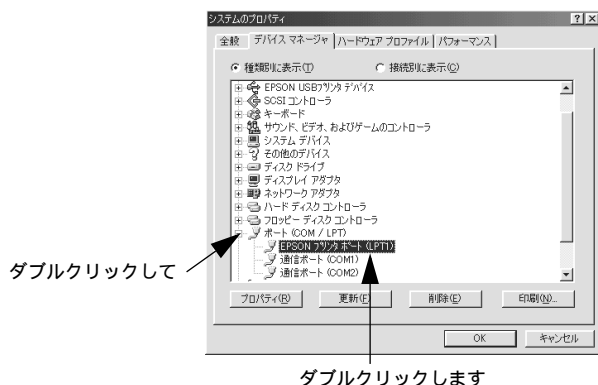 システムのプロパティ
全般 デバイス マネージャ ハードウェア プロファイル パフォーマンス
種類別に表示(T) 接続別に表示(C)
EPSON USBプリンタ デバイス
SCSI コントローラ
キーボード
サウンド、ビデオ、およびゲームのコントローラ
システム デバイス
その他のデバイス
ディスク ドライブ
ディスプレイ アダプタ
ネットワーク アダプタ
ハード ディスク コントローラ
フロッピー ディスク コントローラ
ポート (COM / LPT)
EPSON プリンタ ポート (LPT1)
通信ポート (COM1)
通信ポート (COM2)
ダブルクリックして
プロパティ(R) 更新(F) 削除(E) 印刷(N)...
OK キャンセル
ダブルクリックします